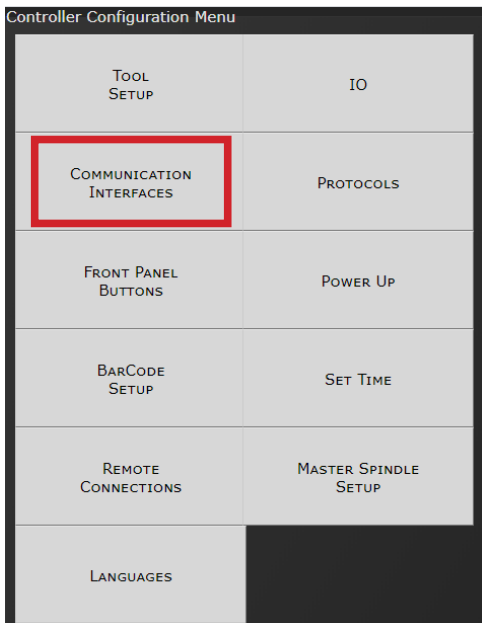 Controller Configuration Menu
Tool
Setup
IO
Communication
Interfaces
Protocols
Front Panel
Buttons
Power Up
BarCode
Setup
Set Time
Remote
Connections
Master Spindle
Setup
Languages